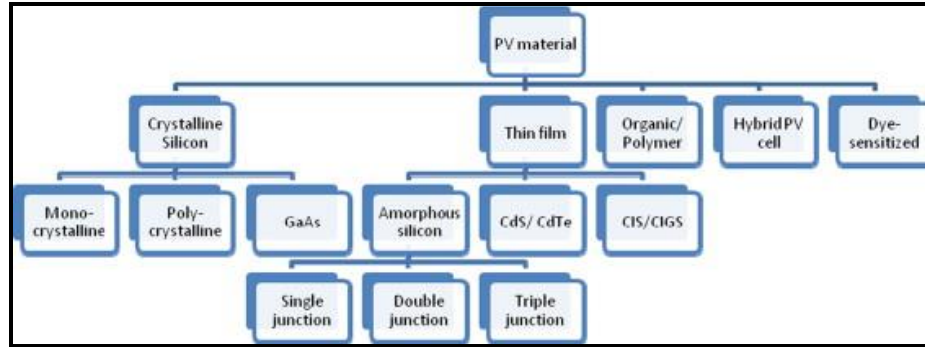 PV material
Crystalline
Silicon
Thin film
Organic/
Polymer
Hybrid PV
cell
Dye-
sensitized
Mono-
crystalline
Poly-
crystalline
GaAs
Amorphous
silicon
CdS/ CdTe
CIS/CIGS
Single
junction
Double
junction
Triple
junction